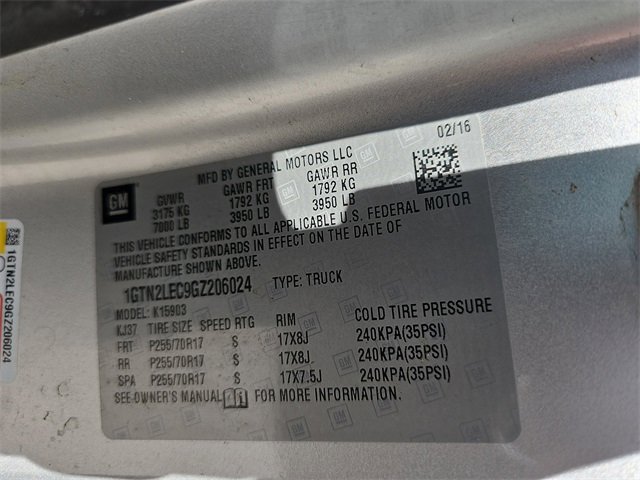 02/16
MFD BY GENERAL MOTORS LLC
GM
GVWR GAWR FRT GAWR RR
3175 KG 1792 KG 1792 KG
7000 LB 3950 LB 3950 LB
THIS VEHICLE CONFORMS TO ALL APPLICABLE U.S. FEDERAL MOTOR
VEHICLE SAFETY STANDARDS IN EFFECT ON THE DATE OF
MANUFACTURE SHOWN ABOVE.
1GTN2LEC9GZ206024 TYPE: TRUCK
MODEL: K15903
KJ37 TIRE SIZE SPEED RTG RIM COLD TIRE PRESSURE
FRT P255/70R17 S 17X8J 240KPA(35PSI)
RR P255/70R17 S 17X8J 240KPA(35PSI)
SPA P255/70R17 S 17X7.5J 240KPA(35PSI)
SEE OWNER'S MANUAL FOR MORE INFORMATION.
1GTN2LEC9GZ206024